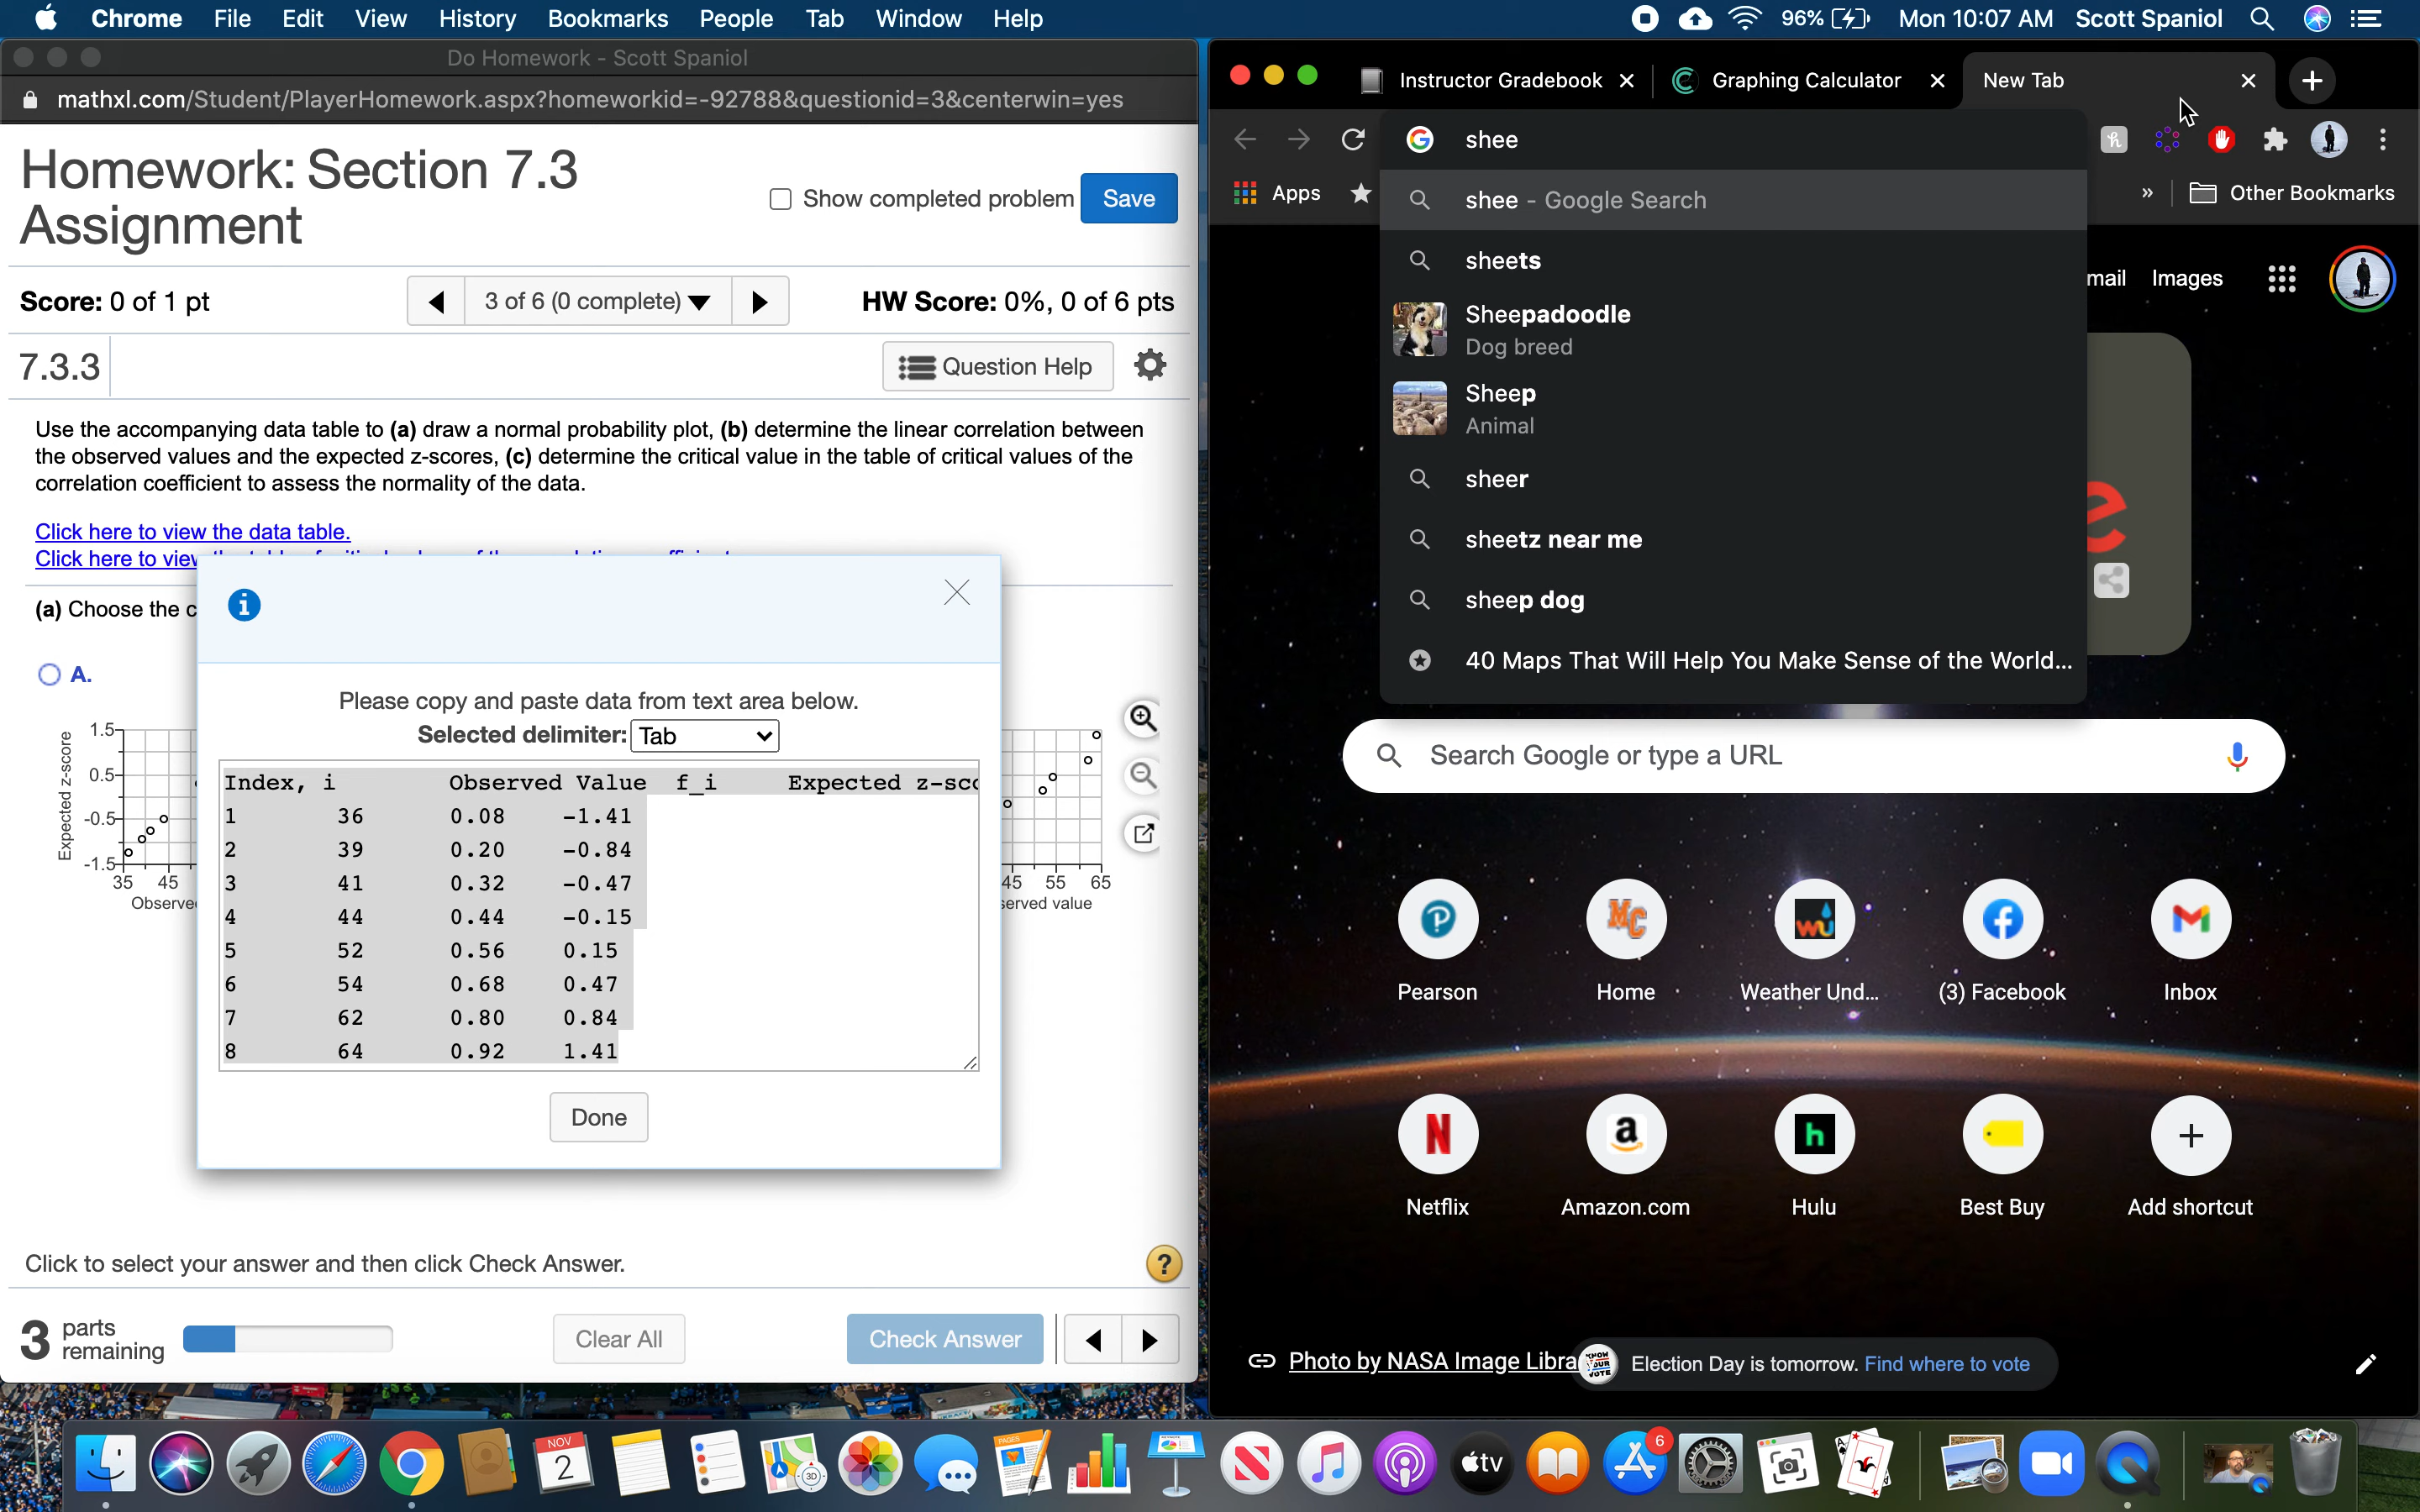 Chrome File Edit View History Bookmarks People Tab Window Help
96% Mon 10:07 AM Scott Spaniol
Do Homework - Scott Spaniol
mathxl.com/Student/PlayerHomework.aspx?homeworkid=-92788&questionid=3&centerwin=yes
Homework: Section 7.3
Assignment
Show completed problem
Save
Score: 0 of 1 pt
3 of 6 (0 complete)
HW Score: 0%, 0 of 6 pts
7.3.3
Question Help
Use the accompanying data table to (a) draw a normal probability plot, (b) determine the linear correlation between
the observed values and the expected z-scores, (c) determine the critical value in the table of critical values of the
correlation coefficient to assess the normality of the data.
Click here to view the data table.
Click here to view
(a) Choose the c
A.
Expected z-score
1.5
0.5
-0.5
-1.5
35 45
Observe
45 55 65
served value
Please copy and paste data from text area below.
Selected delimiter: Tab
Index, i Observed Value f_i Expected z-sco
1 36 0.08 -1.41
2 39 0.20 -0.84
3 41 0.32 -0.47
4 44 0.44 -0.15
5 52 0.56 0.15
6 54 0.68 0.47
7 62 0.80 0.84
8 64 0.92 1.41
Done
Click to select your answer and then click Check Answer.
?
3 parts
remaining
Clear All
Check Answer
Instructor Gradebook
Graphing Calculator
New Tab
shee
Apps
Other Bookmarks
shee - Google Search
sheets
Sheepadoodle
Dog breed
Sheep
Animal
sheer
sheetz near me
sheep dog
40 Maps That Will Help You Make Sense of the World...
mail Images
e
Search Google or type a URL
Pearson
MC
Home
wu
Weather Und...
(3) Facebook
Inbox
N
Netflix
a
Amazon.com
h
Hulu
Best Buy
Add shortcut
Photo by NASA Image Libra
KNOW YOUR VOTE
Election Day is tomorrow. Find where to vote
NOV
2
PAGES
3D
tv
6